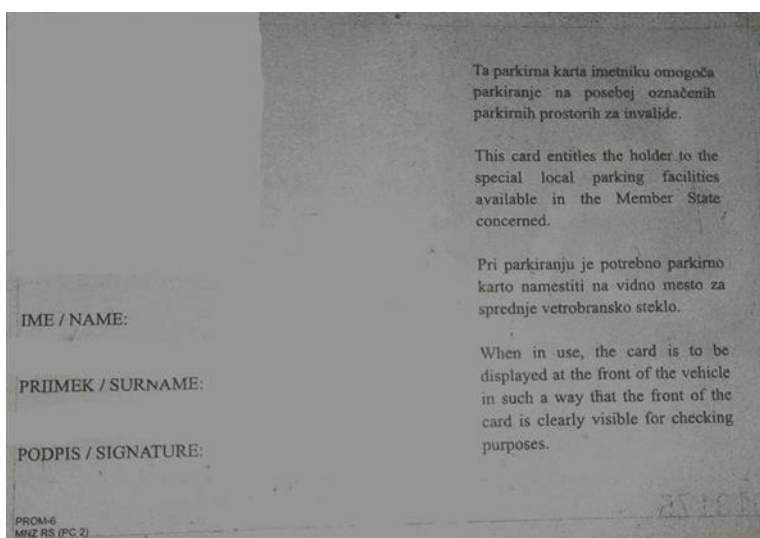 Ta parkirna karta imetniku omogoča
parkiranje na posebej označenih
parkirnih prostorih za invalide.
This card entitles the holder to the
special local parking facilities
available in the Member State
concerned.
Pri parkiranju je potrebno parkirno
karto namestiti na vidno mesto za
sprednje vetrobransko steklo.
When in use, the card is to be
displayed at the front of the vehicle
in such a way that the front of the
card is clearly visible for checking
purposes.
IME / NAME:
PRIIMEK / SURNAME:
PODPIS / SIGNATURE:
PROM-6
MNZ RS (PC 2)